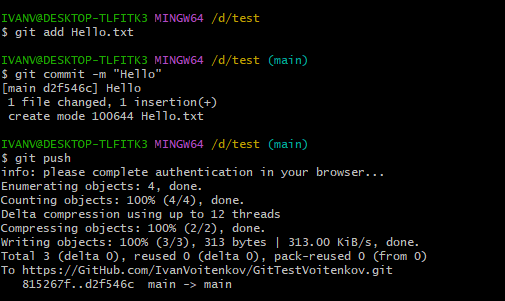 IVANV@DESKTOP-TLFITK3 MINGW64 /d/test
$ git add Hello.txt
IVANV@DESKTOP-TLFITK3 MINGW64 /d/test (main)
$ git commit -m "Hello"
[main d2f546c] Hello
1 file changed, 1 insertion(+)
create mode 100644 Hello.txt
IVANV@DESKTOP-TLFITK3 MINGW64 /d/test (main)
$ git push
info: please complete authentication in your browser...
Enumerating objects: 4, done.
Counting objects: 100% (4/4), done.
Delta compression using up to 12 threads
Compressing objects: 100% (2/2), done.
Writing objects: 100% (3/3), 313 bytes | 313.00 KiB/s, done.
Total 3 (delta 0), reused 0 (delta 0), pack-reused 0 (from 0)
To https://GitHub.com/IvanVoitenkov/GitTestVoitenkov.git
815267f..d2f546c  main -> main